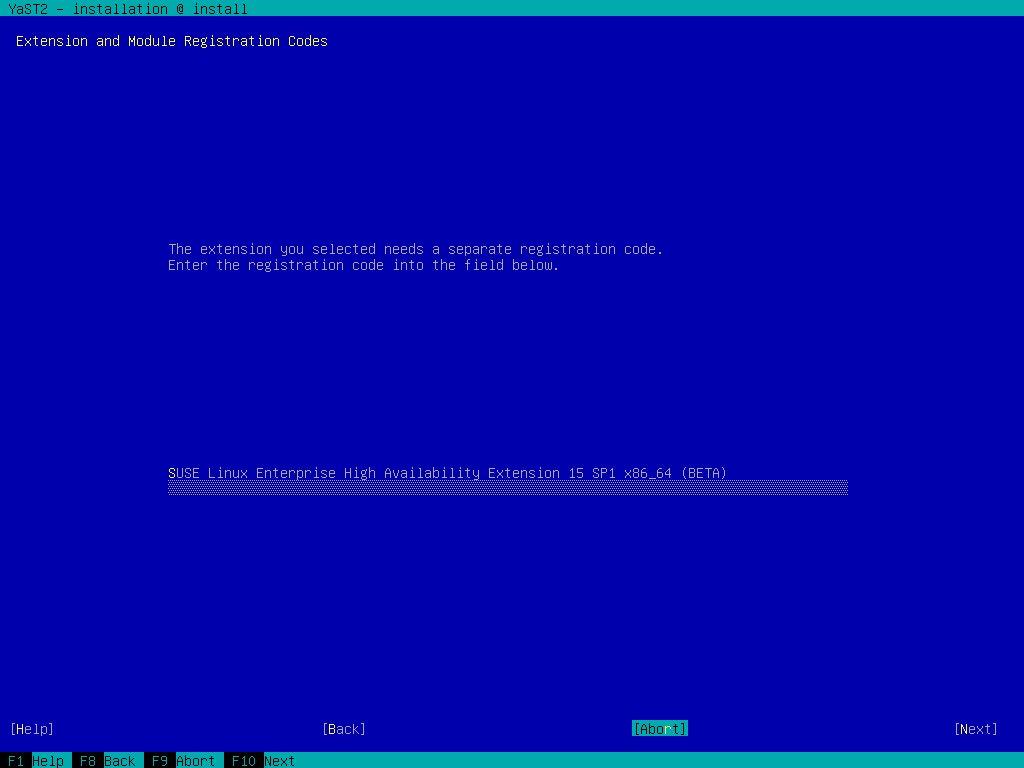 YaST2 - installation @ install
Extension and Module Registration Codes
The extension you selected needs a separate registration code.
Enter the registration code into the field below.
SUSE Linux Enterprise High Availability Extension 15 SP1 x86_64 (BETA)
[Help] [Back] [Abort] [Next]
F1 Help F8 Back F9 Abort F10 Next